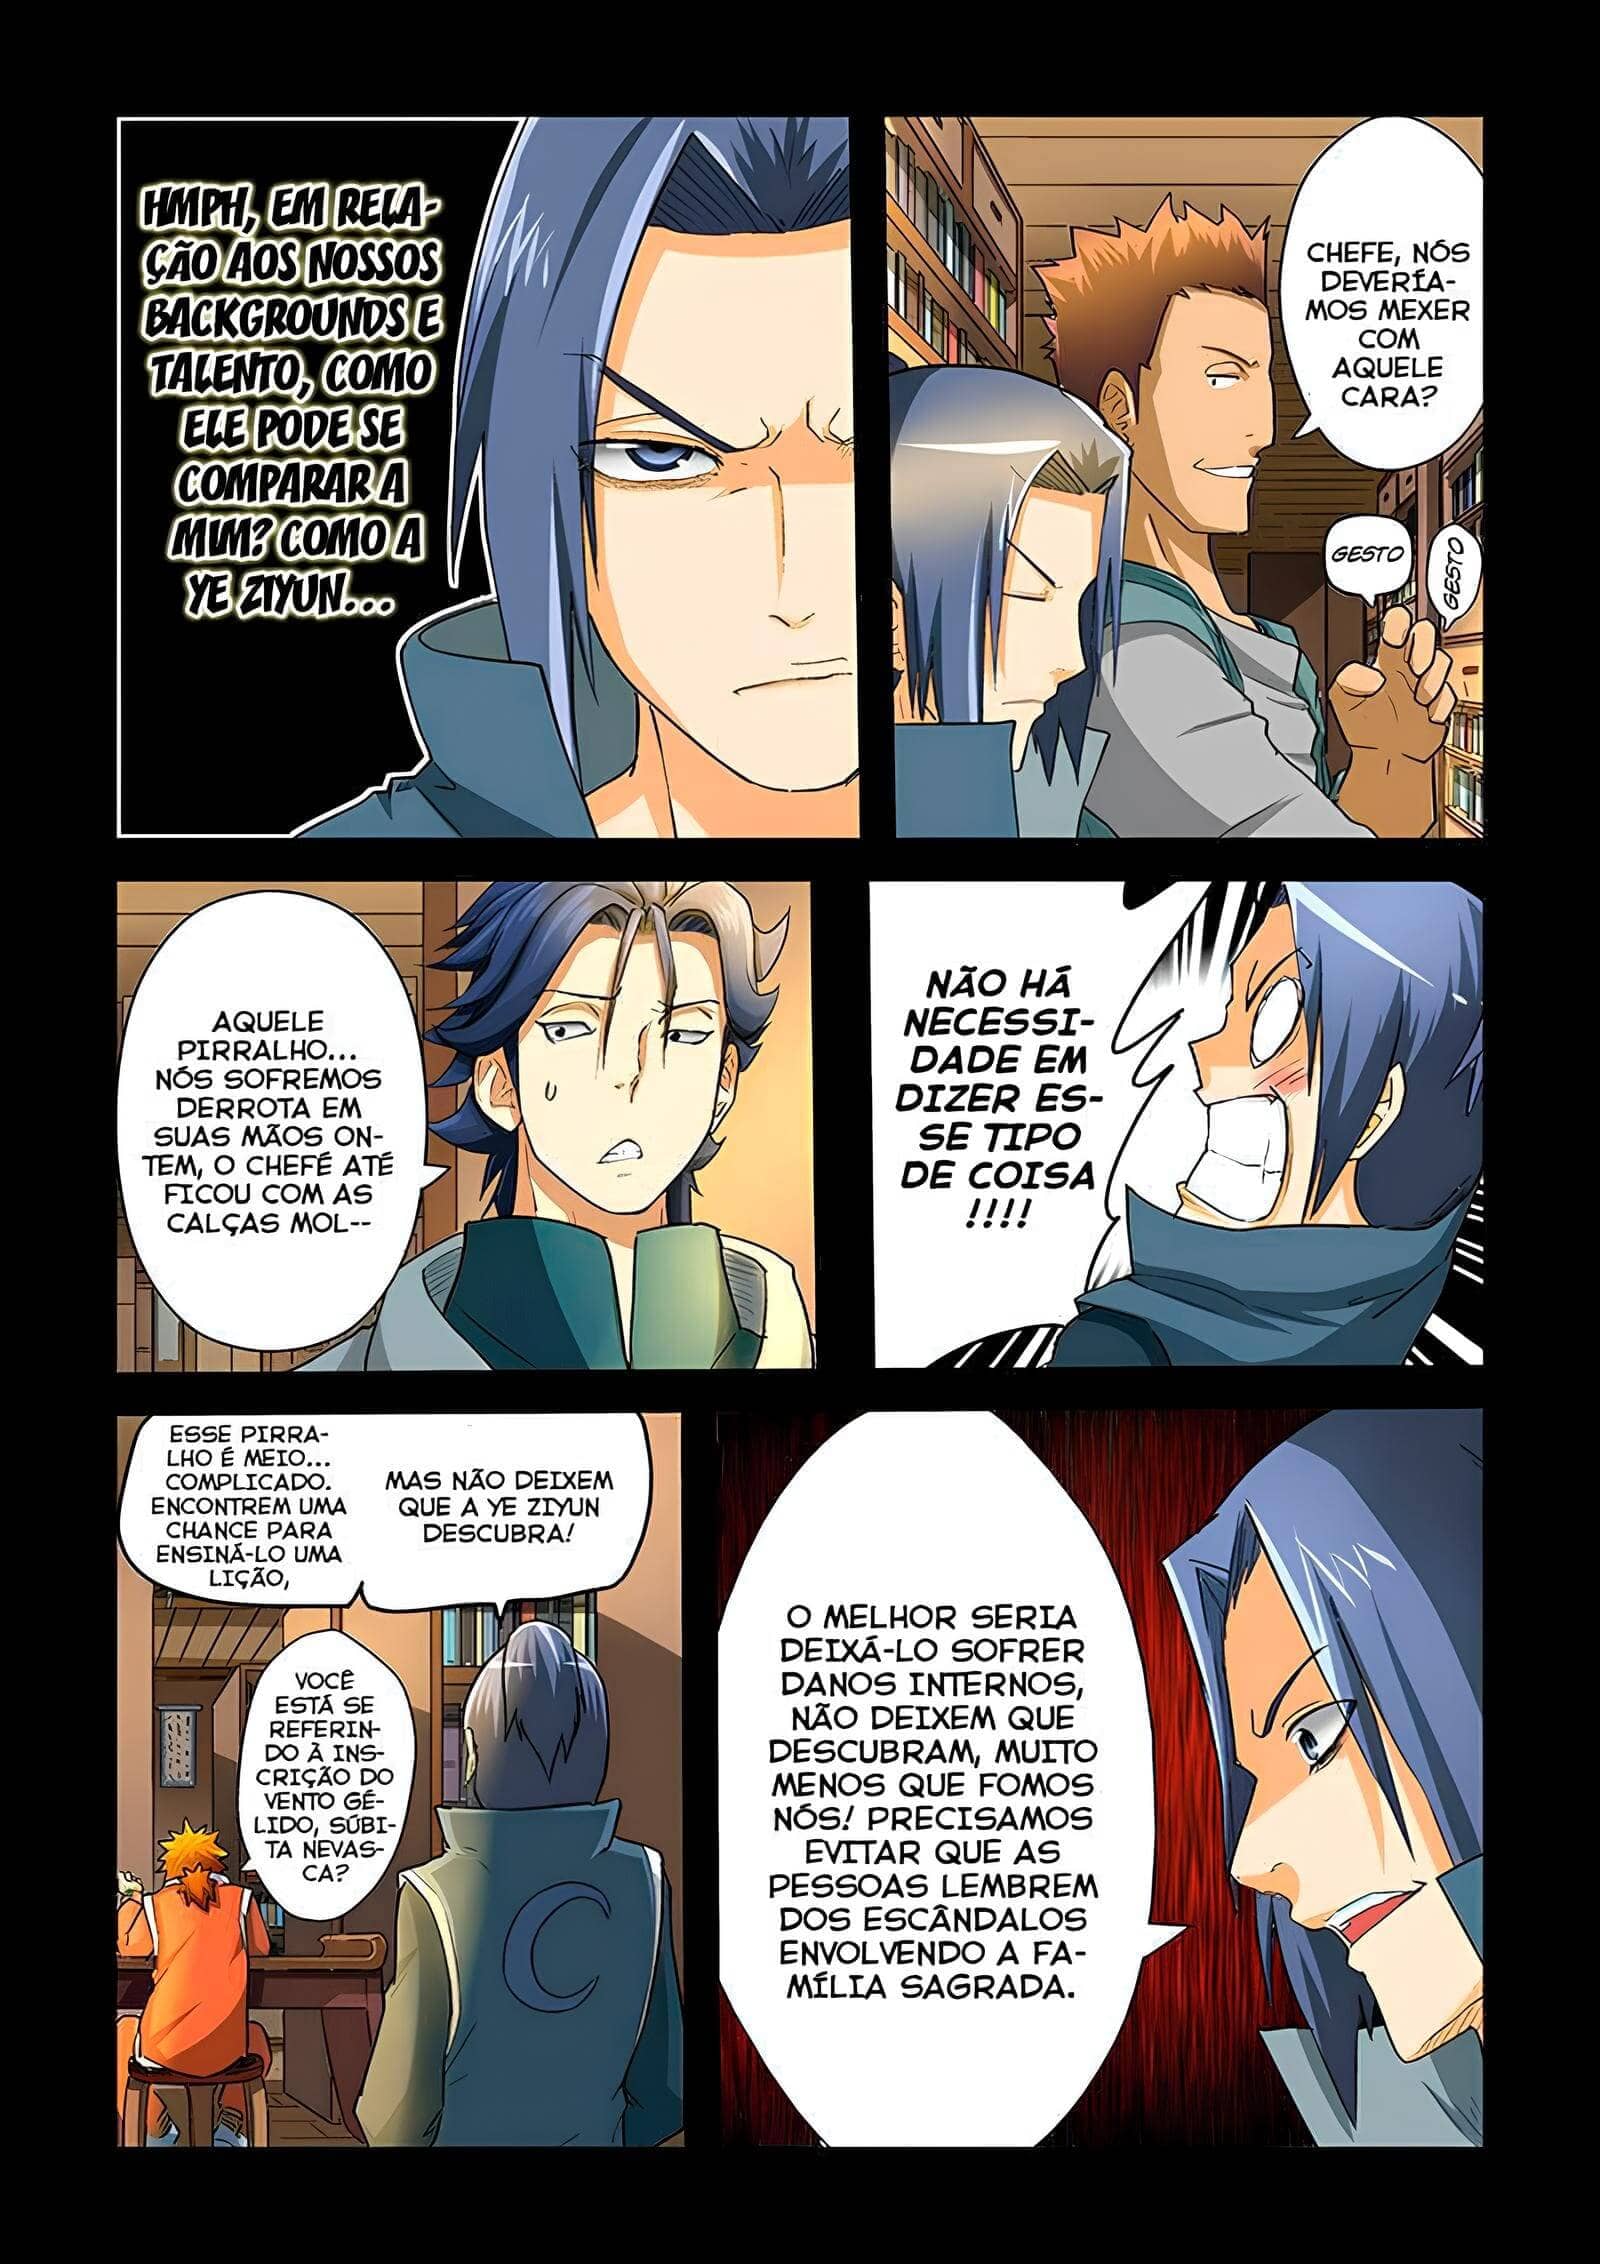 HMPH, EM RELA-
ÇÃO AOS NOSSOS
BACKGROUNDS E
TALENTO, COMO
ELE PODE SE
COMPARAR A
MIM? COMO A
YE ZIYUN...
CHEFE, NÓS
DEVERÍA-
MOS MEXER
COM
AQUELE
CARA?
GESTO
GESTO
AQUELE
PIRRALHO...
NÓS SOFREMOS
DERROTA EM
SUAS MÃOS ON-
TEM, O CHEFÉ ATÉ
FICOU COM AS
CALÇAS MOL--
NÃO HÁ
NECESSI-
DADE EM
DIZER ES-
SE TIPO
DE COISA
!!!!
ESSE PIRRA-
LHO É MEIO...
COMPLICADO.
ENCONTREM UMA
CHANCE PARA
ENSINÁ-LO UMA
LIÇÃO,
MAS NÃO DEIXEM
QUE A YE ZIYUN
DESCUBRA!
VOCÊ
ESTÁ SE
REFERIN-
DO À INS-
CRIÇÃO DO
VENTO GÉ-
LIDO, SÚBI-
TA NEVAS-
CA?
O MELHOR SERIA
DEIXÁ-LO SOFRER
DANOS INTERNOS,
NÃO DEIXEM QUE
DESCUBRAM, MUITO
MENOS QUE FOMOS
NÓS! PRECISAMOS
EVITAR QUE AS
PESSOAS LEMBREM
DOS ESCÂNDALOS
ENVOLVENDO A FA-
MÍLIA SAGRADA.